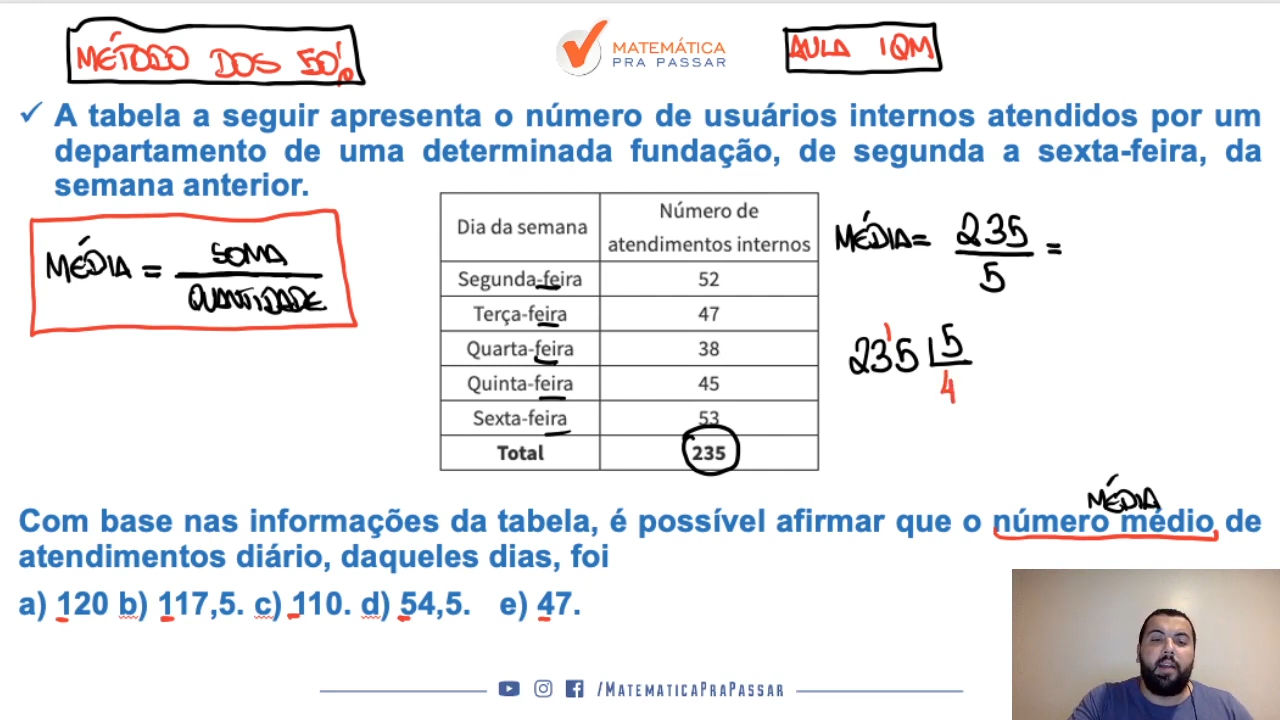 MÉTODO DOS 50%
MATEMÁTICA
PRA PASSAR
AULA 1QM
✓ A tabela a seguir apresenta o número de usuários internos atendidos por um
departamento de uma determinada fundação, de segunda a sexta-feira, da
semana anterior.
MÉDIA = SOMA
QUANTIDADE
Dia da semana Número de
atendimentos internos
Segunda-feira 52
Terça-feira 47
Quarta-feira 38
Quinta-feira 45
Sexta-feira 53
Total 235
MÉDIA = 235 =
5
1
235 5
4
MÉDIA
Com base nas informações da tabela, é possível afirmar que o número médio de
atendimentos diário, daqueles dias, foi
a) 120 b) 117,5. c) 110. d) 54,5. e) 47.
/MATEMATICAPRAPASSAR